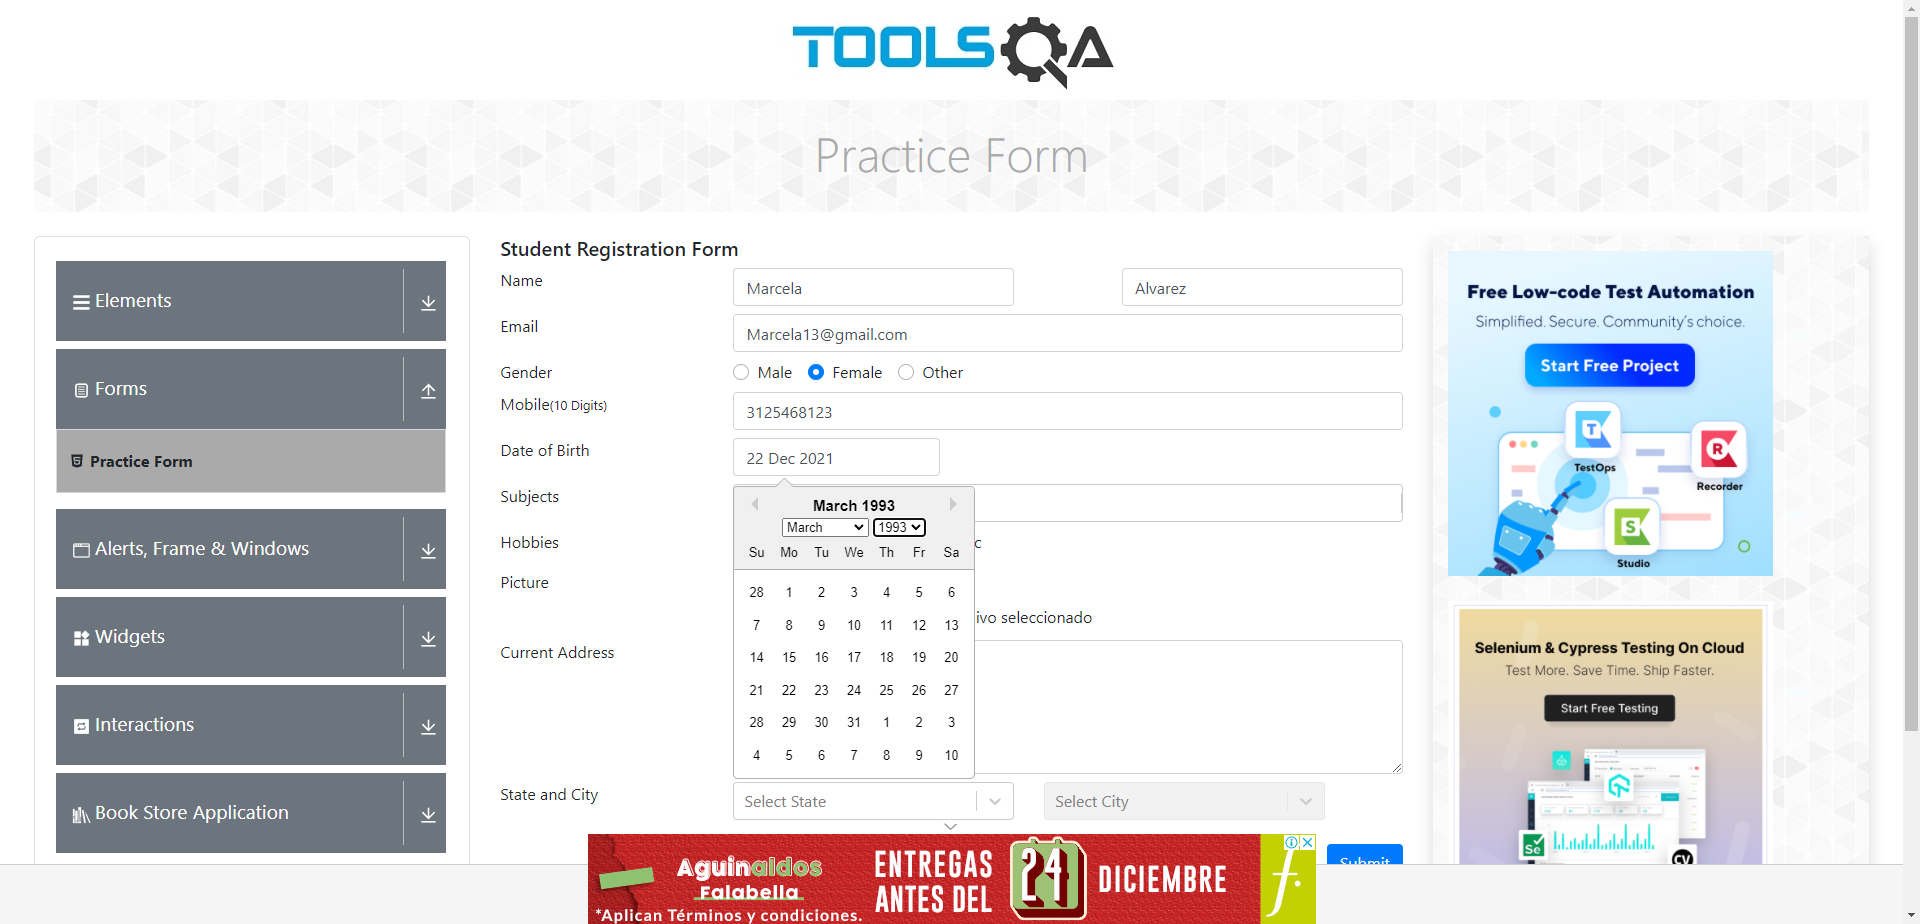 TOOLSQA
Practice Form
Elements
Forms
Practice Form
Alerts, Frame & Windows
Widgets
Interactions
Book Store Application
Student Registration Form
Name
Marcela
Alvarez
Email
Marcela13@gmail.com
Gender
Male
Female
Other
Mobile(10 Digits)
3125468123
Date of Birth
22 Dec 2021
March 1993
March
1993
Su Mo Tu We Th Fr Sa
28 1 2 3 4 5 6
7 8 9 10 11 12 13
14 15 16 17 18 19 20
21 22 23 24 25 26 27
28 29 30 31 1 2 3
4 5 6 7 8 9 10
Subjects
Hobbies
c
Picture
ivo seleccionado
Current Address
State and City
Select State
Select City
Submit
Free Low-code Test Automation
Simplified. Secure. Community's choice.
Start Free Project
T
TestOps
R
Recorder
S
Studio
Selenium & Cypress Testing On Cloud
Test More. Save Time. Ship Faster.
Start Free Testing
Se
CV
Aguinaldos
Falabella
*Aplican Términos y condiciones.
ENTREGAS
ANTES DEL
24
DICIEMBRE
f.